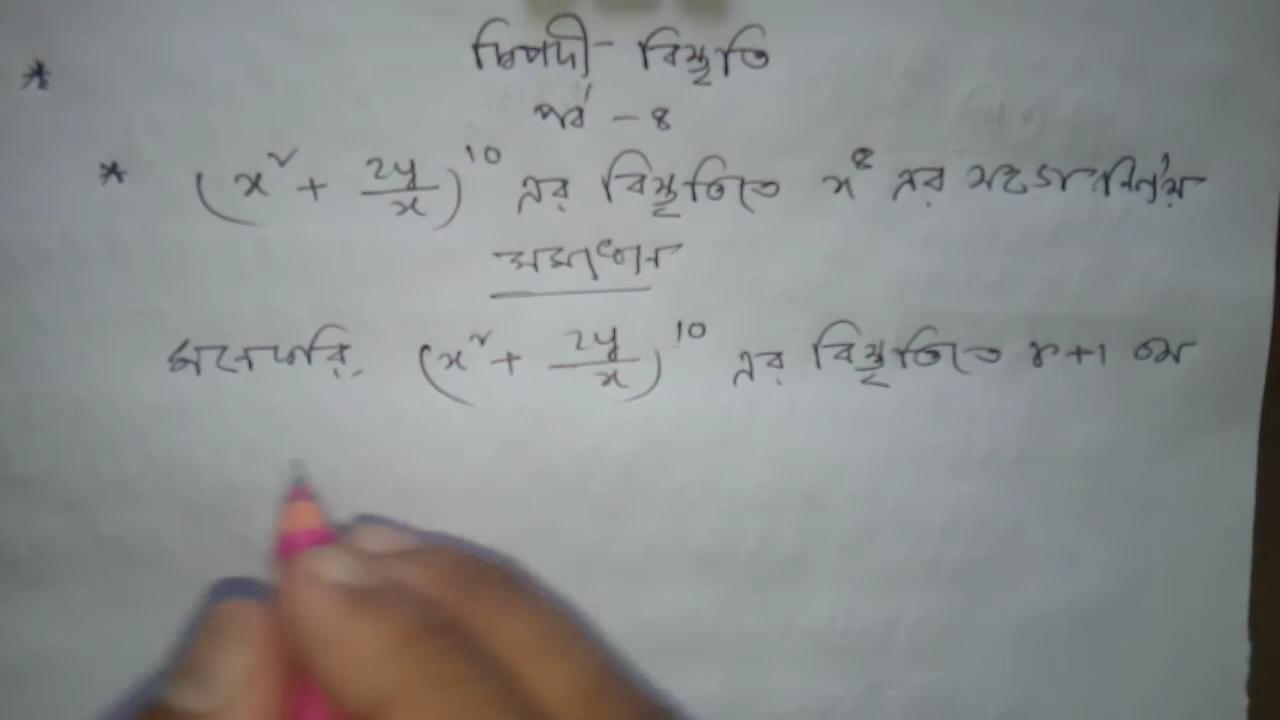 * দ্বিপদী- বিস্তৃতি
পর্ব - ৪
* (x² + 2y/x)^10 এর বিস্তৃতিতে x^8 এর সহগ নির্ণয়
সমাধান
মনেকরি, (x² + 2y/x)^10 এর বিস্তৃতিতে r+1 তম